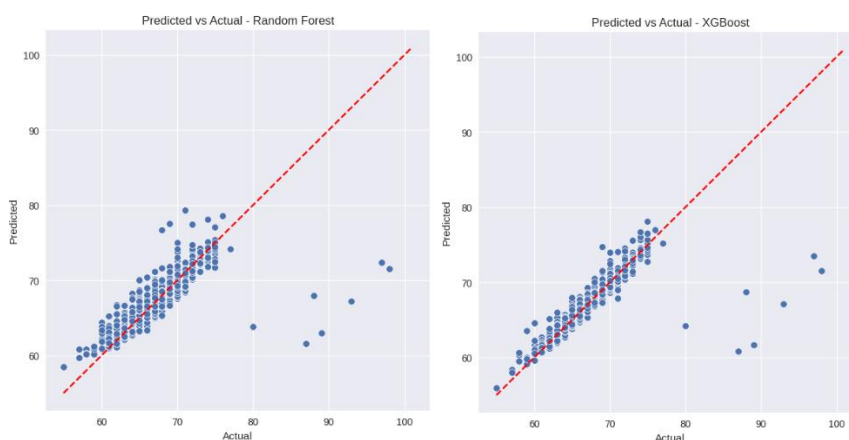 Predicted vs Actual - Random Forest
100
90
80
70
60
Predicted
60 70 80 90 100
Actual
Predicted vs Actual - XGBoost
100
90
80
70
60
Predicted
60 70 80 90 100
Actual